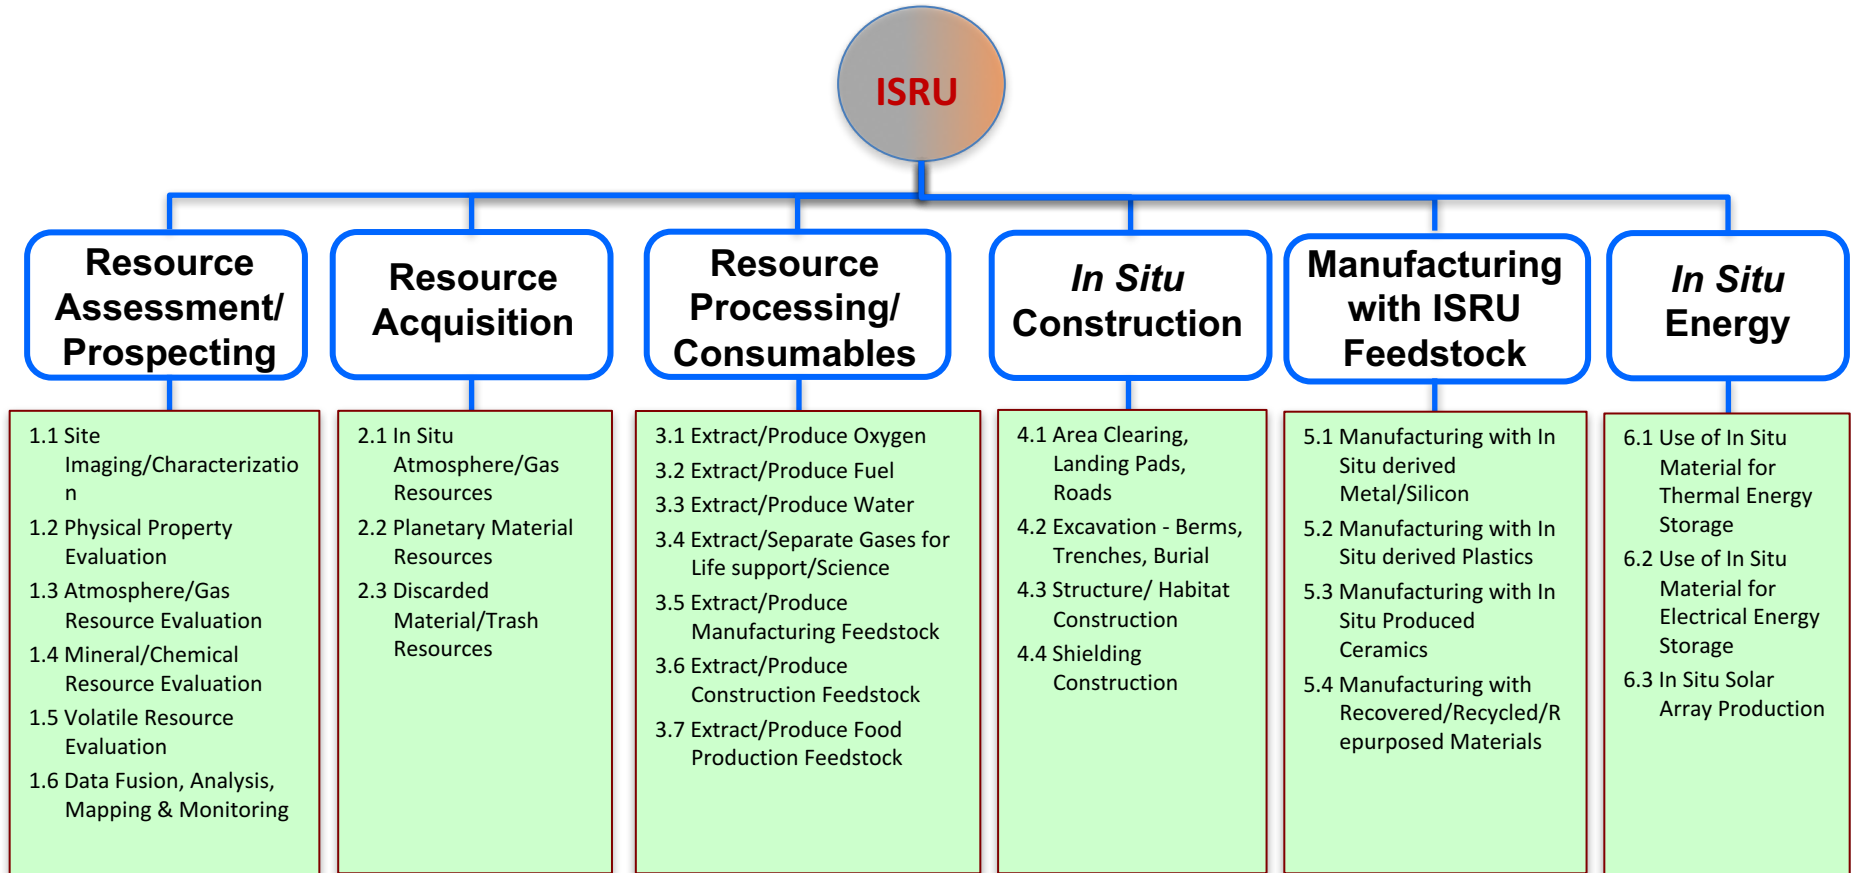 ISRU
Resource
Assessment/
Prospecting
Resource
Acquisition
Resource
Processing/
Consumables
In Situ
Construction
Manufacturing
with ISRU
Feedstock
In Situ
Energy
1.1 Site
Imaging/Characterizatio
n
1.2 Physical Property
Evaluation
1.3 Atmosphere/Gas
Resource Evaluation
1.4 Mineral/Chemical
Resource Evaluation
1.5 Volatile Resource
Evaluation
1.6 Data Fusion, Analysis,
Mapping & Monitoring
2.1 In Situ
Atmosphere/Gas
Resources
2.2 Planetary Material
Resources
2.3 Discarded
Material/Trash
Resources
3.1 Extract/Produce Oxygen
3.2 Extract/Produce Fuel
3.3 Extract/Produce Water
3.4 Extract/Separate Gases for
Life support/Science
3.5 Extract/Produce
Manufacturing Feedstock
3.6 Extract/Produce
Construction Feedstock
3.7 Extract/Produce Food
Production Feedstock
4.1 Area Clearing,
Landing Pads,
Roads
4.2 Excavation - Berms,
Trenches, Burial
4.3 Structure/ Habitat
Construction
4.4 Shielding
Construction
5.1 Manufacturing with In
Situ derived
Metal/Silicon
5.2 Manufacturing with In
Situ derived Plastics
5.3 Manufacturing with In
Situ Produced
Ceramics
5.4 Manufacturing with
Recovered/Recycled/R
epurposed Materials
6.1 Use of In Situ
Material for
Thermal Energy
Storage
6.2 Use of In Situ
Material for
Electrical Energy
Storage
6.3 In Situ Solar
Array Production